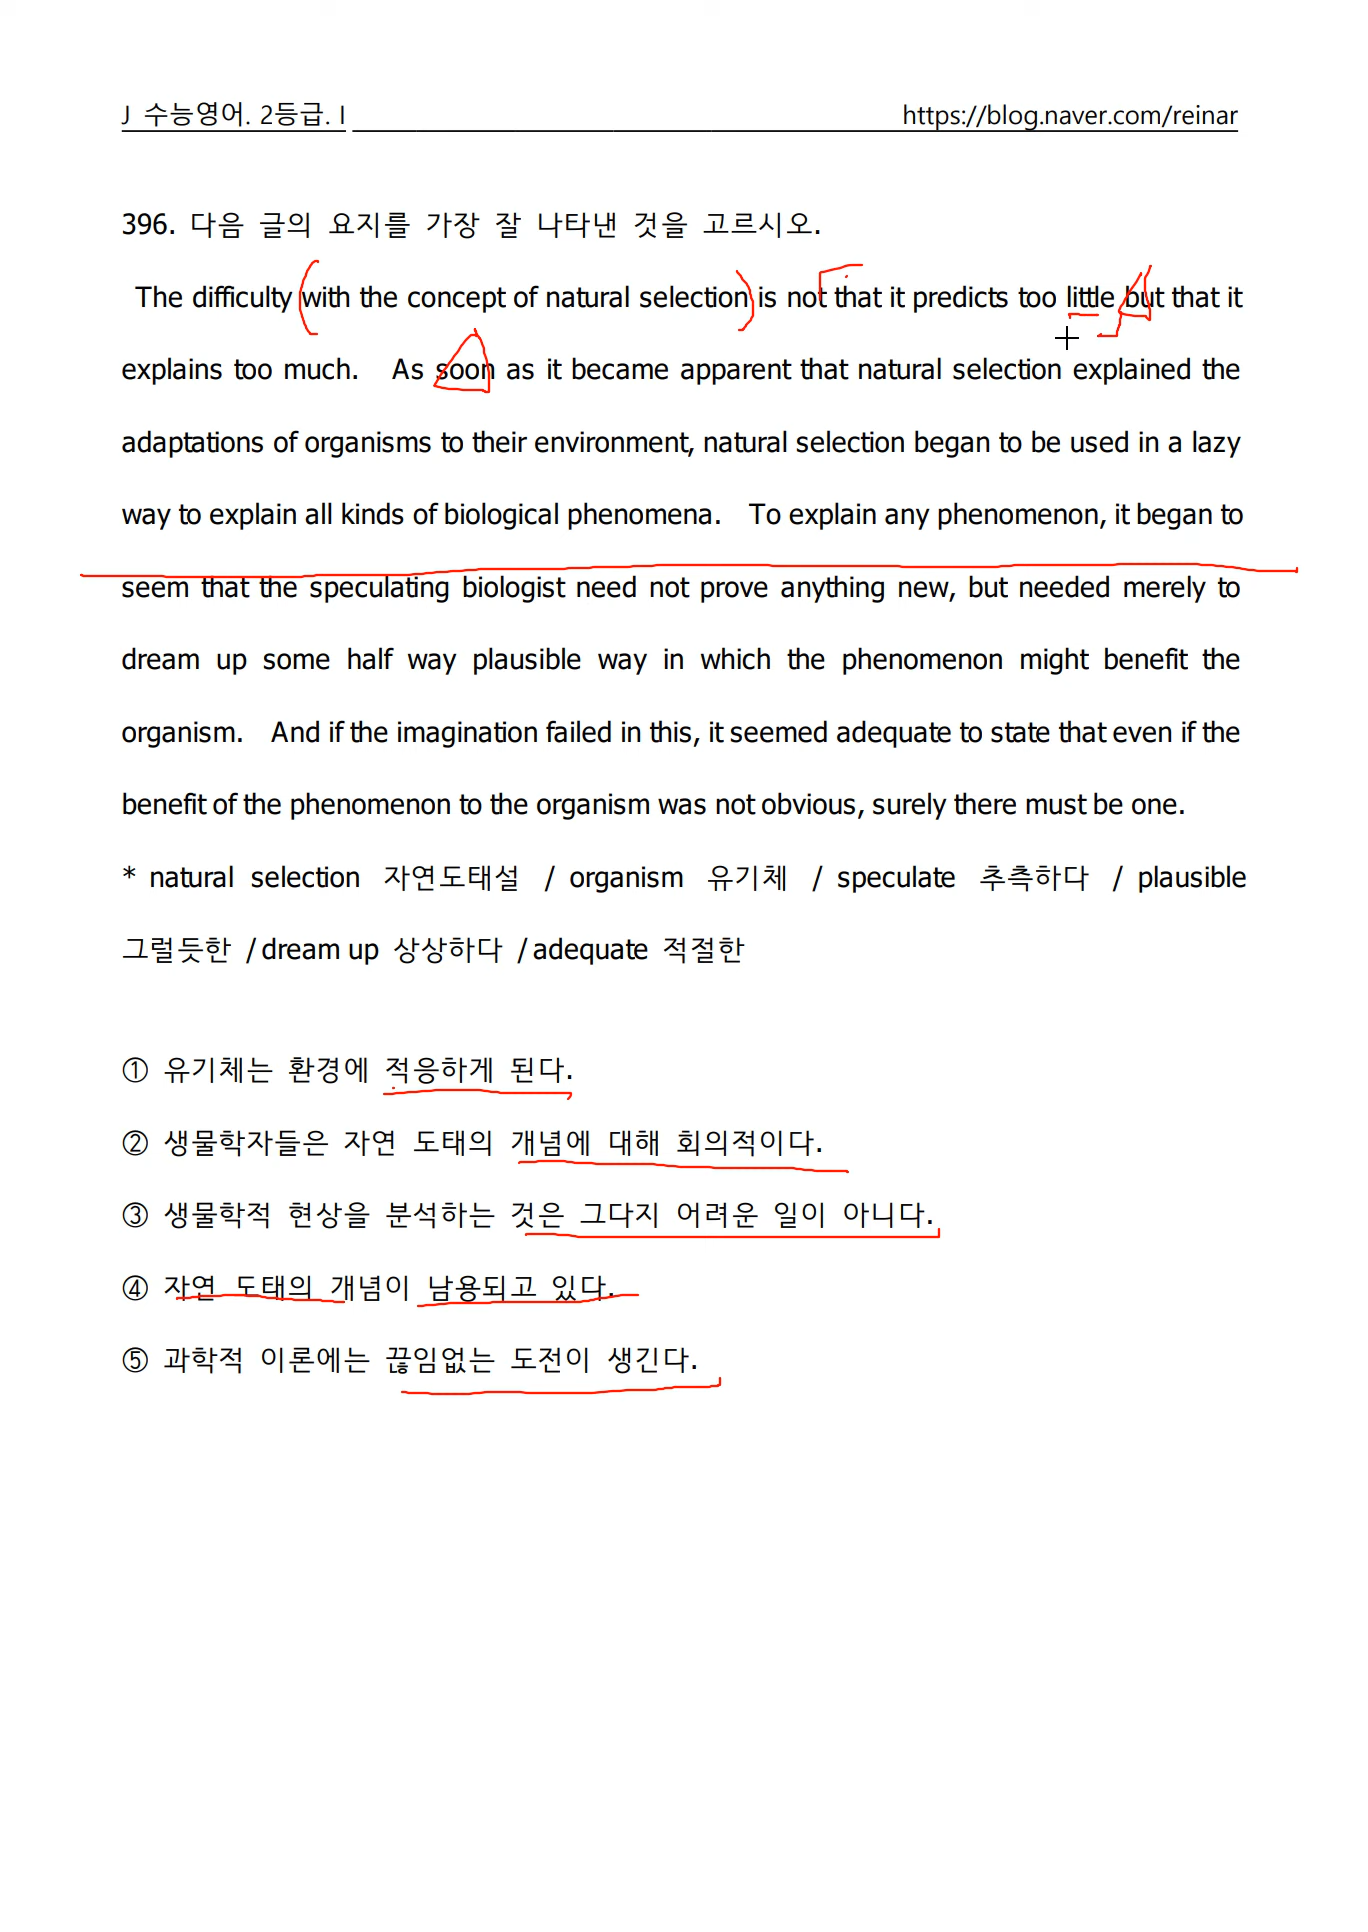 J 수능영어. 2등급. I https://blog.naver.com/reinar
396. 다음 글의 요지를 가장 잘 나타낸 것을 고르시오.
The difficulty with the concept of natural selection is not that it predicts too little but that it
explains too much. As soon as it became apparent that natural selection explained the
adaptations of organisms to their environment, natural selection began to be used in a lazy
way to explain all kinds of biological phenomena. To explain any phenomenon, it began to
seem that the speculating biologist need not prove anything new, but needed merely to
dream up some half way plausible way in which the phenomenon might benefit the
organism. And if the imagination failed in this, it seemed adequate to state that even if the
benefit of the phenomenon to the organism was not obvious, surely there must be one.
* natural selection 자연도태설 / organism 유기체 / speculate 추측하다 / plausible
그럴듯한 / dream up 상상하다 / adequate 적절한
① 유기체는 환경에 적응하게 된다.
② 생물학자들은 자연 도태의 개념에 대해 회의적이다.
③ 생물학적 현상을 분석하는 것은 그다지 어려운 일이 아니다.
④ 자연 도태의 개념이 남용되고 있다.
⑤ 과학적 이론에는 끊임없는 도전이 생긴다.